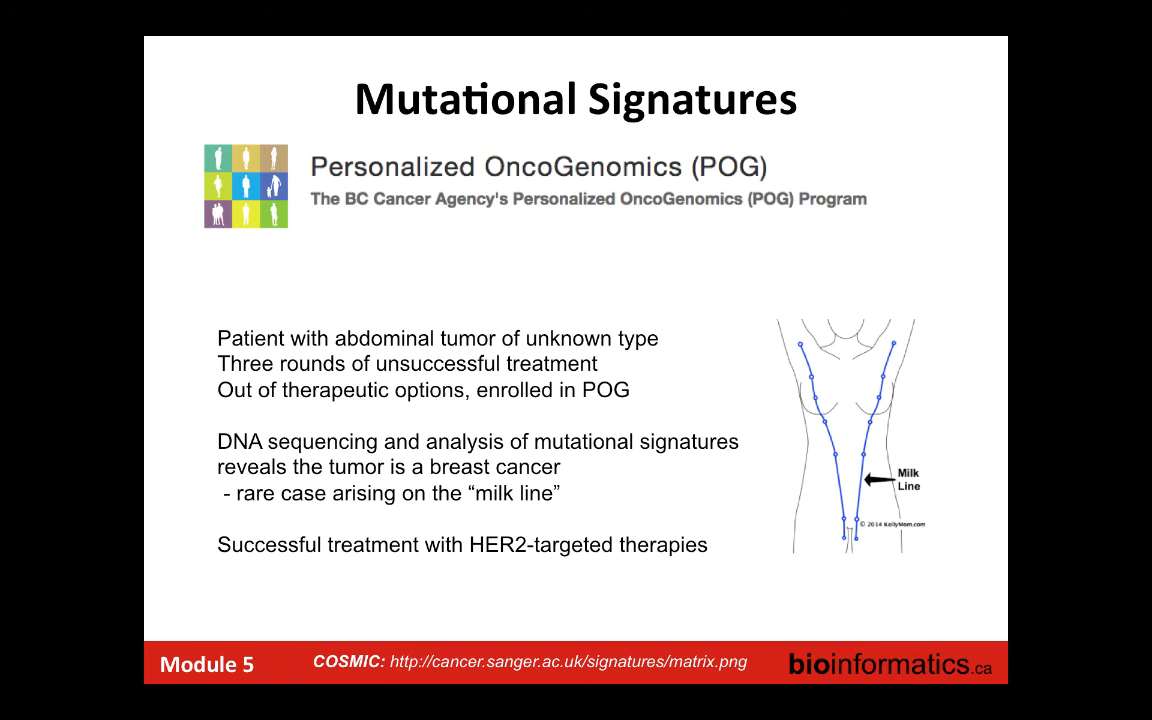 Mutational Signatures
Personalized OncoGenomics (POG)
The BC Cancer Agency's Personalized OncoGenomics (POG) Program
Patient with abdominal tumor of unknown type
Three rounds of unsuccessful treatment
Out of therapeutic options, enrolled in POG
DNA sequencing and analysis of mutational signatures
reveals the tumor is a breast cancer
- rare case arising on the “milk line”
Successful treatment with HER2-targeted therapies
Milk
Line
© 2014 KellyMom.com
Module 5
COSMIC: http://cancer.sanger.ac.uk/signatures/matrix.png
bioinformatics.ca